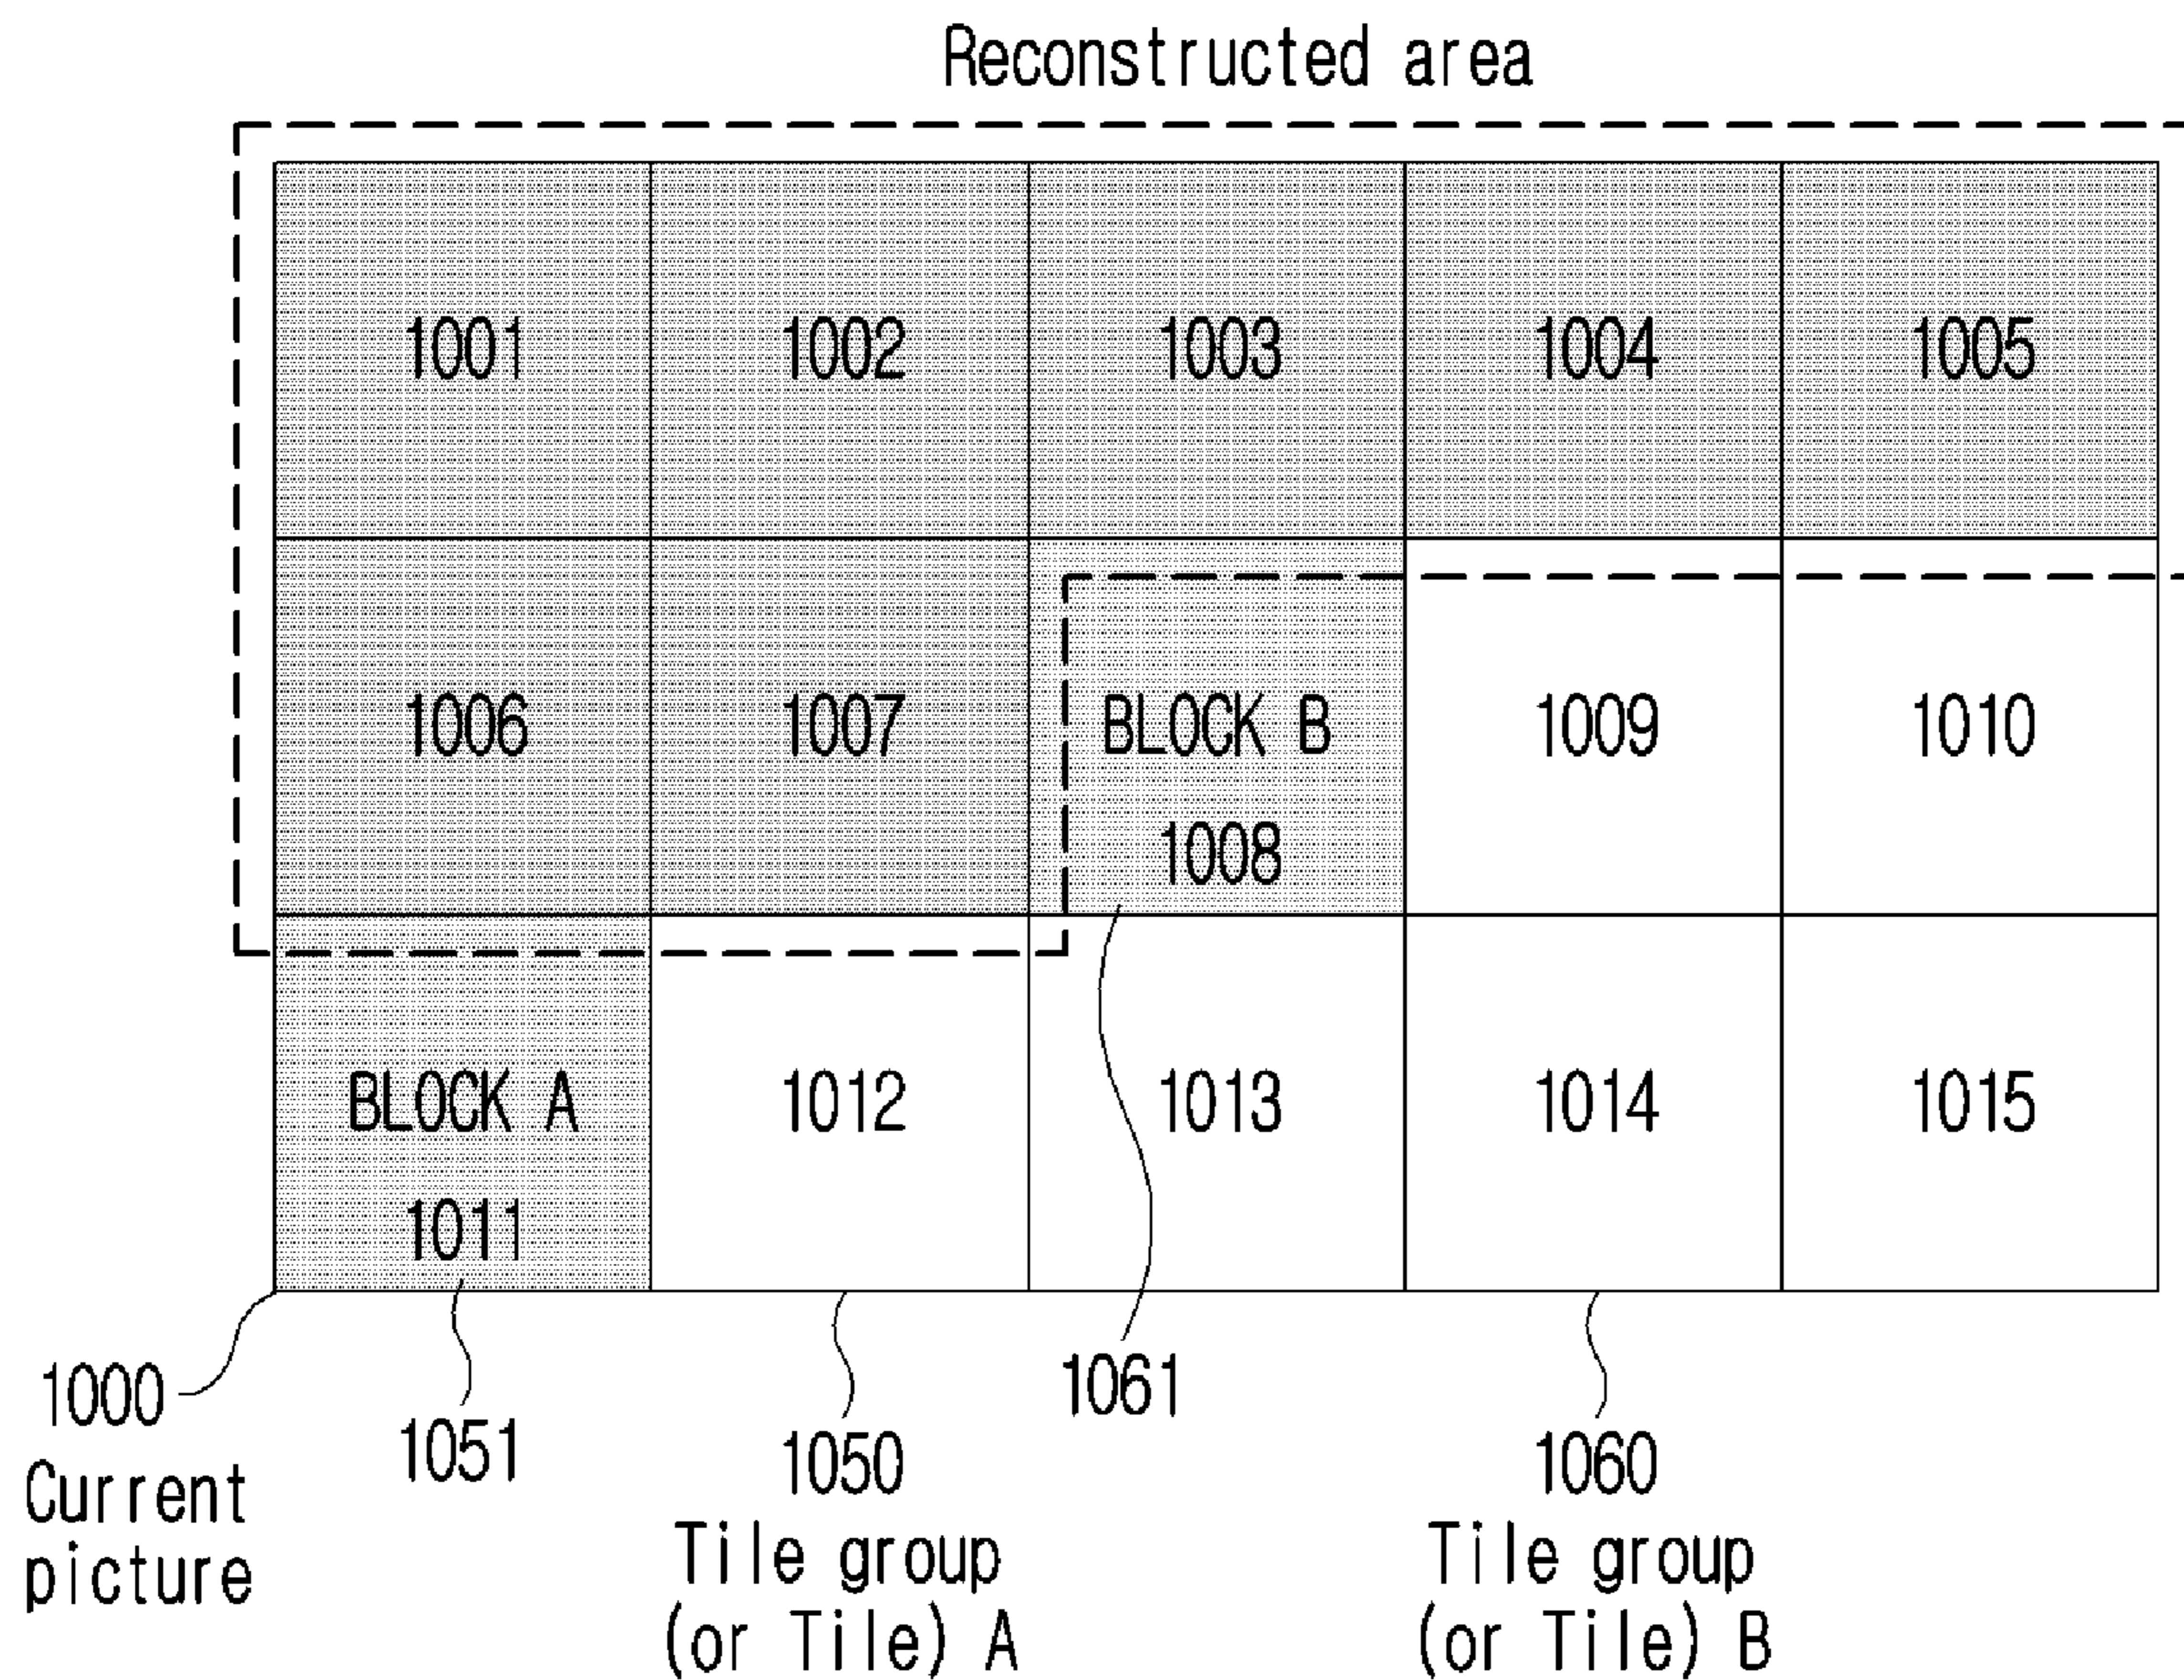 Reconstructed area
1001 1002 1003 1004 1005
1006 1007 BLOCK B 1009 1010
1008
BLOCK A 1012 1013 1014 1015
1011
1000
Current
picture
1051
1050
Tile group
(or Tile) A
1061
1060
Tile group
(or Tile) B